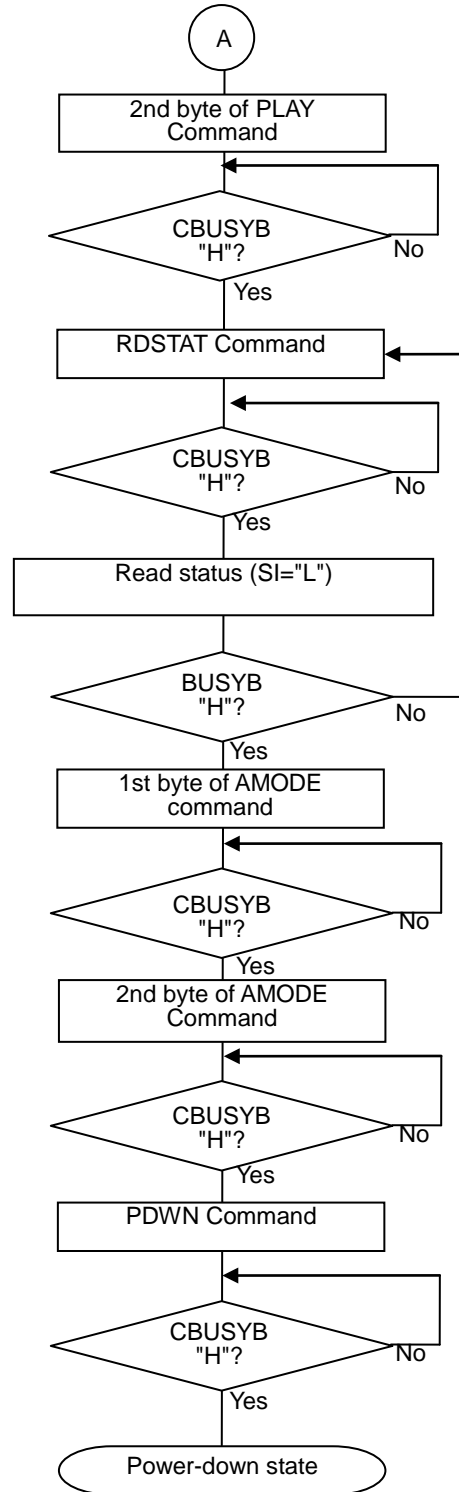 A
2nd byte of PLAY
Command
CBUSYB
"H"?
No
Yes
RDSTAT Command
CBUSYB
"H"?
No
Yes
Read status (SI="L")
BUSYB
"H"?
No
Yes
1st byte of AMODE
command
CBUSYB
"H"?
No
Yes
2nd byte of AMODE
Command
CBUSYB
"H"?
No
Yes
PDWN Command
CBUSYB
"H"?
No
Yes
Power-down state